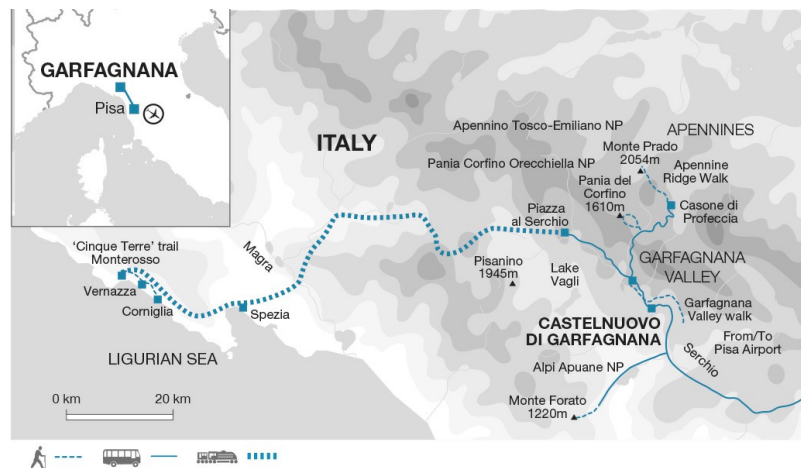 GARFAGNANA
Pisa
ITALY
Apennino Tosco-Emiliano NP
APENNINES
Monte Prado
2054m
Pania Corfino Orecchiella NP
Apennine
Ridge Walk
Pania del
Corfino
1610m
Casone di
Profeccia
Piazza
al Serchio
'Cinque Terre' trail
Monterosso
Magra
Vernazza
Corniglia
Spezia
Pisanino
1945m
Lake
Vagli
GARFAGNANA
VALLEY
Garfagnana
Valley walk
CASTELNUOVO
DI GARFAGNANA
From/To
Pisa Airport
Serchio
LIGURIAN SEA
Alpi Apuane NP
Monte Forato
1220m
0 km
20 km